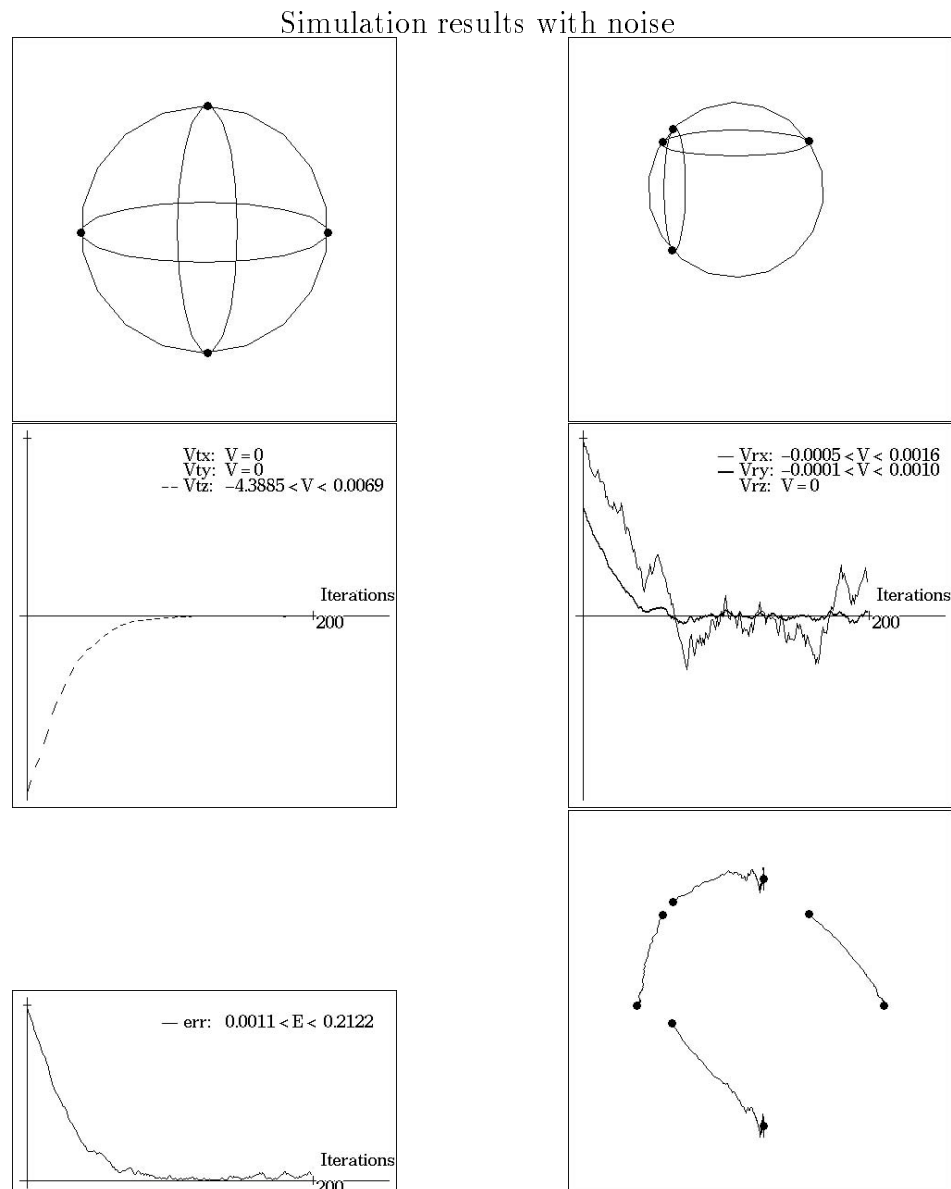 Simulation results with noise
Vtx: V = 0
Vty: V = 0
-- Vtz: −4.3885 < V < 0.0069
Iterations
200
— Vrx: −0.0005 < V < 0.0016
— Vry: −0.0001 < V < 0.0010
Vrz: V = 0
Iterations
200
— err: 0.0011 < E < 0.2122
Iterations
200